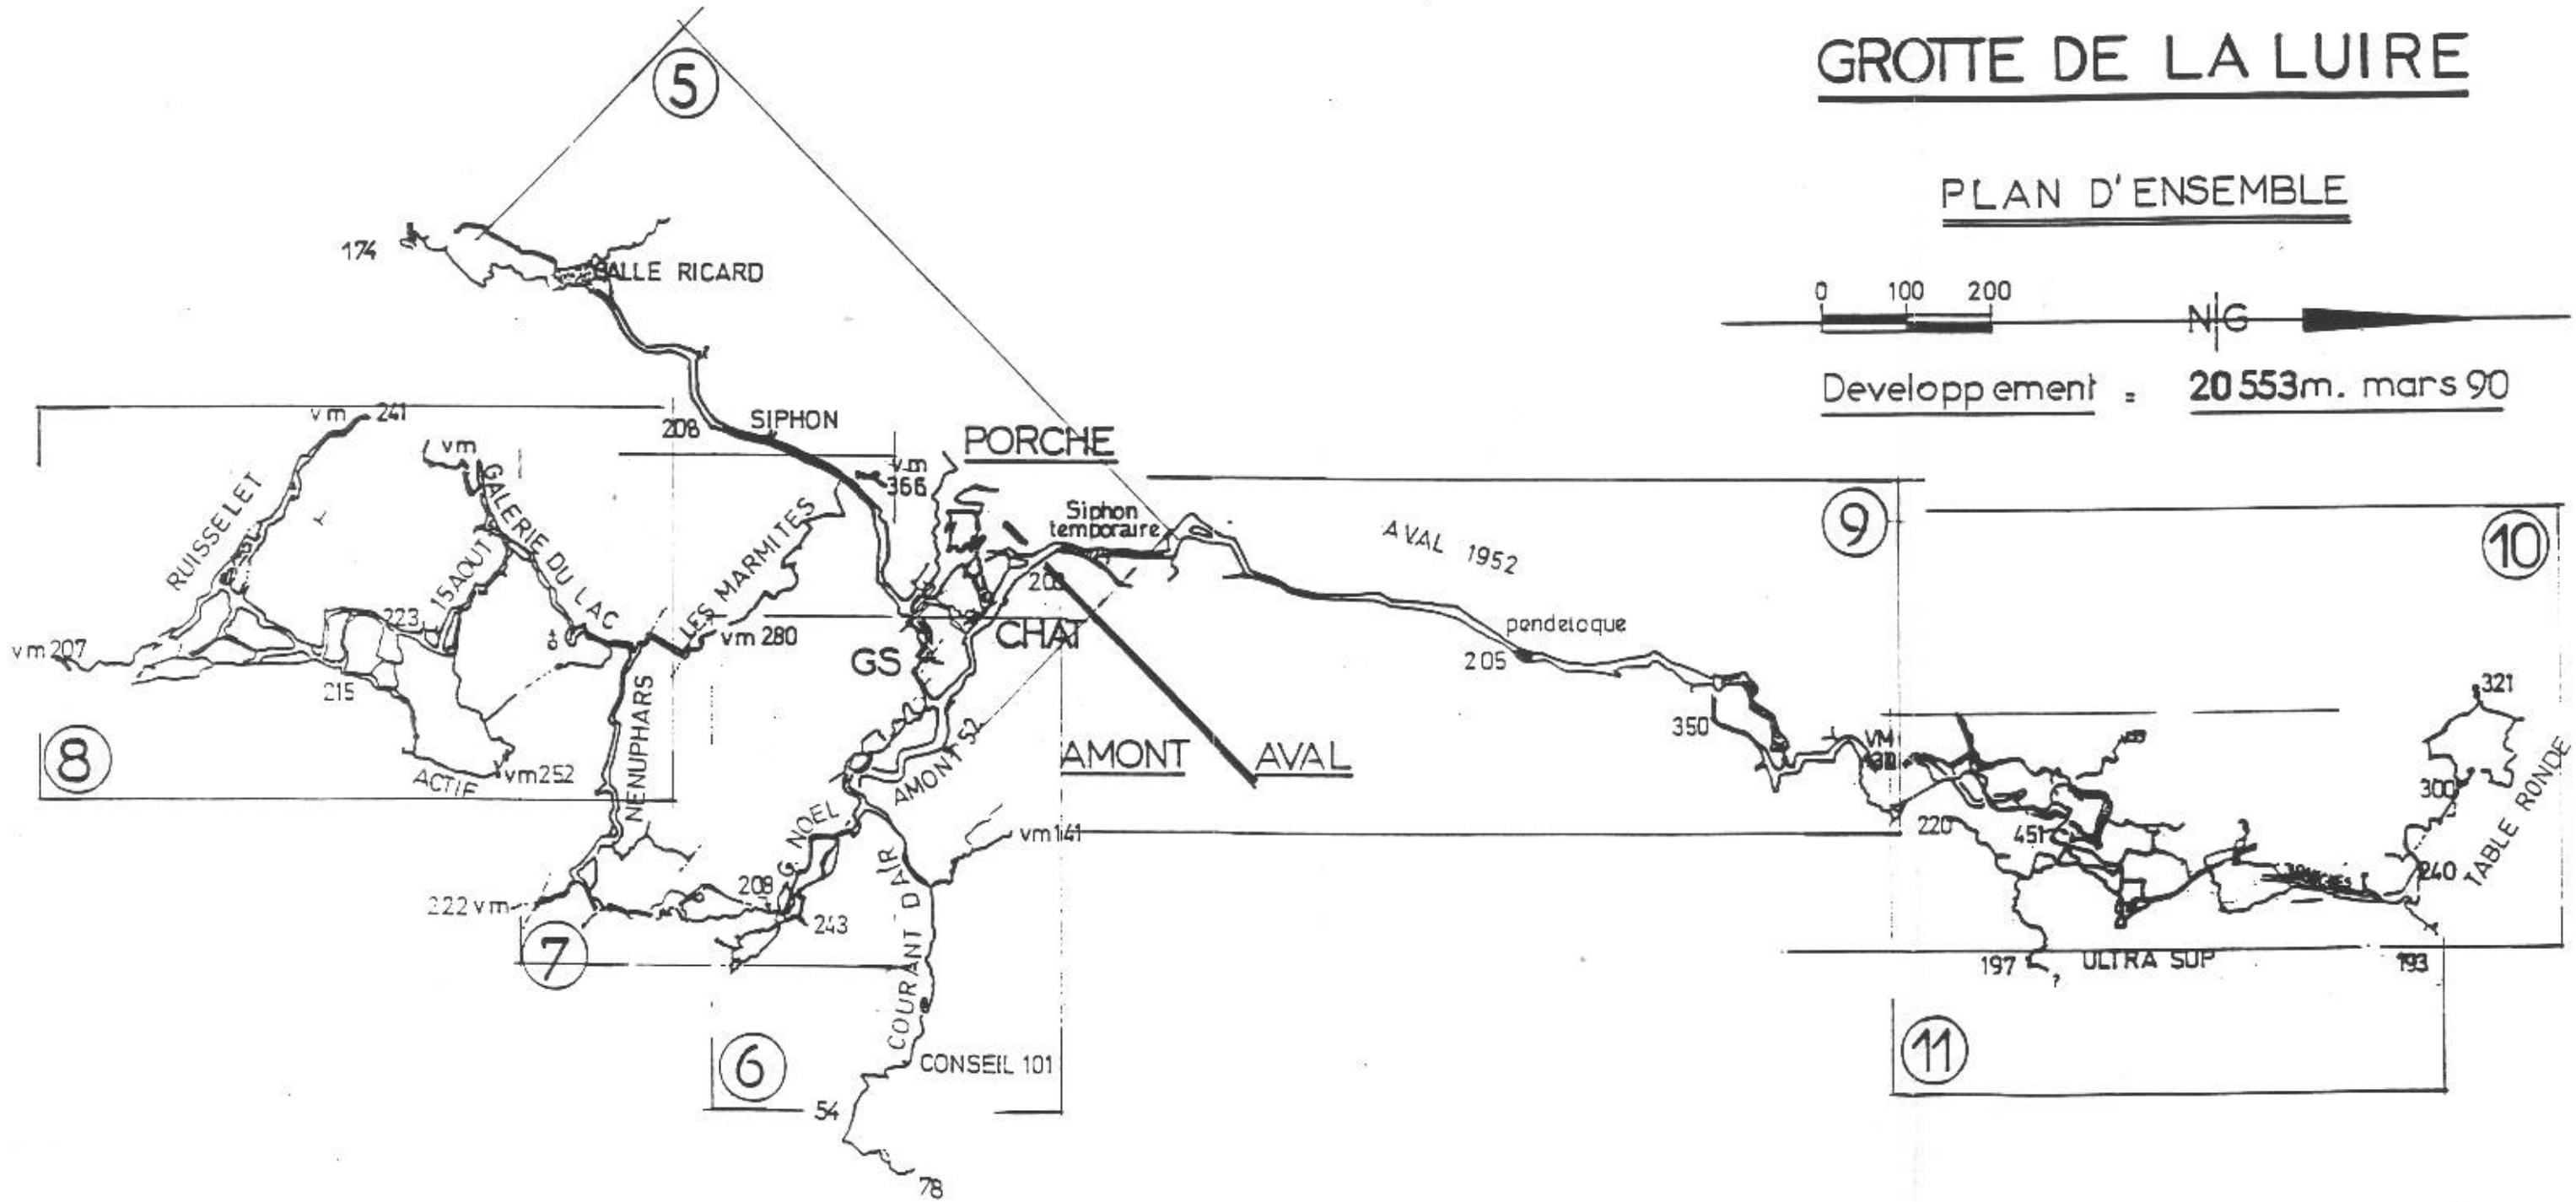 GROTTE DE LA LUIRE
PLAN D'ENSEMBLE
0 100 200
N G
Developpement = 20 553m. mars 90
5
174
SALLE RICARD
208
SIPHON
PORCHE
vm
366
vm 241
vm
RUISSELET
GALERIE DU LAC
15 AOUT
LES MARMITES
Siphon
temporaire
AVAL 1952
9
10
223
vm 207
215
vm 280
GS
CHAT
pendeloque
205
350
VM
321
8
ACTIF
vm252
NENUPHARS
AMONT 52
AMONT
AVAL
300
TABLE RONDE
G. NOEL
vm 141
220
451
240
208
222 vm
243
7
COURANT D'AIR
197
?
ULTRA SUP
193
6
CONSEIL 101
11
54
78